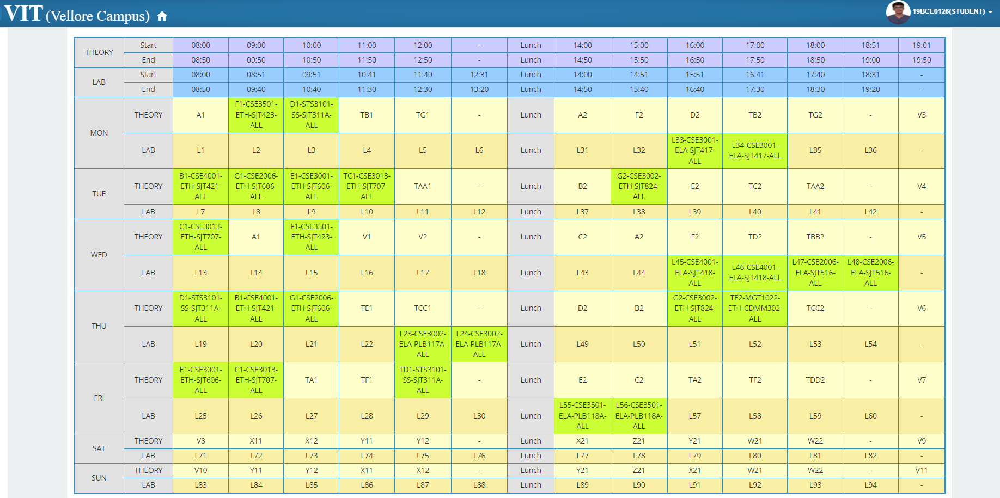 VIT (Vellore Campus) 19BCE0126(STUDENT)
THEORY Start 08:00 09:00 10:00 11:00 12:00 - Lunch 14:00 15:00 16:00 17:00 18:00 18:51 19:01
End 08:50 09:50 10:50 11:50 12:50 - Lunch 14:50 15:50 16:50 17:50 18:50 19:00 19:50
LAB Start 08:00 08:51 09:51 10:41 11:40 12:31 Lunch 14:00 14:51 15:51 16:41 17:40 18:31 -
End 08:50 09:40 10:40 11:30 12:30 13:20 Lunch 14:50 15:40 16:40 17:30 18:30 19:20 -
MON THEORY A1 F1-CSE3501-ETH-SJT423-ALL D1-STS3101-SS-SJT311A-ALL TB1 TG1 - Lunch A2 F2 D2 TB2 TG2 - V3
LAB L1 L2 L3 L4 L5 L6 Lunch L31 L32 L33-CSE3001-ELA-SJT417-ALL L34-CSE3001-ELA-SJT417-ALL L35 L36 -
TUE THEORY B1-CSE4001-ETH-SJT421-ALL G1-CSE2006-ETH-SJT606-ALL E1-CSE3001-ETH-SJT606-ALL TC1-CSE3013-ETH-SJT707-ALL TAA1 - Lunch B2 G2-CSE3002-ETH-SJT824-ALL E2 TC2 TAA2 - V4
LAB L7 L8 L9 L10 L11 L12 Lunch L37 L38 L39 L40 L41 L42 -
WED THEORY C1-CSE3013-ETH-SJT707-ALL A1 F1-CSE3501-ETH-SJT423-ALL V1 V2 - Lunch C2 A2 F2 TD2 TBB2 - V5
LAB L13 L14 L15 L16 L17 L18 Lunch L43 L44 L45-CSE4001-ELA-SJT418-ALL L46-CSE4001-ELA-SJT418-ALL L47-CSE2006-ELA-SJT516-ALL L48-CSE2006-ELA-SJT516-ALL -
THU THEORY D1-STS3101-SS-SJT311A-ALL B1-CSE4001-ETH-SJT421-ALL G1-CSE2006-ETH-SJT606-ALL TE1 TCC1 - Lunch D2 B2 G2-CSE3002-ETH-SJT824-ALL TE2-MGT1022-ETH-CDMM302-ALL TCC2 - V6
LAB L19 L20 L21 L22 L23-CSE3002-ELA-PLB117A-ALL L24-CSE3002-ELA-PLB117A-ALL Lunch L49 L50 L51 L52 L53 L54 -
FRI THEORY E1-CSE3001-ETH-SJT606-ALL C1-CSE3013-ETH-SJT707-ALL TA1 TF1 TD1-STS3101-SS-SJT311A-ALL - Lunch E2 C2 TA2 TF2 TDD2 - V7
LAB L25 L26 L27 L28 L29 L30 Lunch L55-CSE3501-ELA-PLB118A-ALL L56-CSE3501-ELA-PLB118A-ALL L57 L58 L59 L60 -
SAT THEORY V8 X11 X12 Y11 Y12 - Lunch X21 Z21 Y21 W21 W22 - V9
LAB L71 L72 L73 L74 L75 L76 Lunch L77 L78 L79 L80 L81 L82 -
SUN THEORY V10 Y11 Y12 X11 X12 - Lunch Y21 Z21 X21 W21 W22 - V11
LAB L83 L84 L85 L86 L87 L88 Lunch L89 L90 L91 L92 L93 L94 -